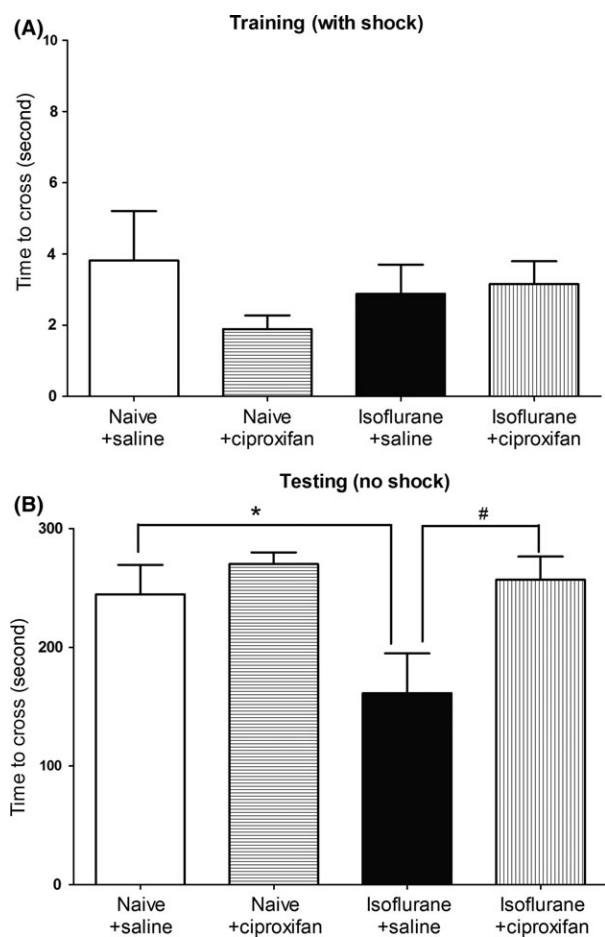 (A)
Training (with shock)
Time to cross (second)
10
8
6
4
2
0
Naive
+saline
Naive
+ciproxifan
Isoflurane
+saline
Isoflurane
+ciproxifan
(B)
Testing (no shock)
Time to cross (second)
300
200
100
0
*
#
Naive
+saline
Naive
+ciproxifan
Isoflurane
+saline
Isoflurane
+ciproxifan